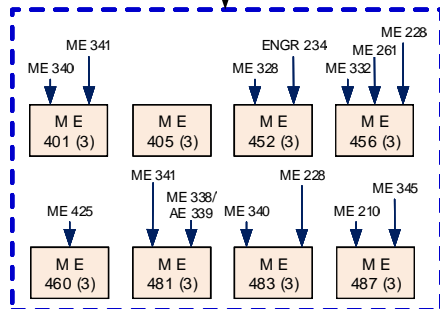 ME 228
ME 341
ENGR 234
ME 261
ME 340
ME 328
ME 332
M E
401 (3)
M E
405 (3)
M E
452 (3)
M E
456 (3)
ME 341
ME 228
ME 338/
AE 339
ME 345
ME 425
ME 340
ME 210
M E
460 (3)
M E
481 (3)
M E
483 (3)
M E
487 (3)